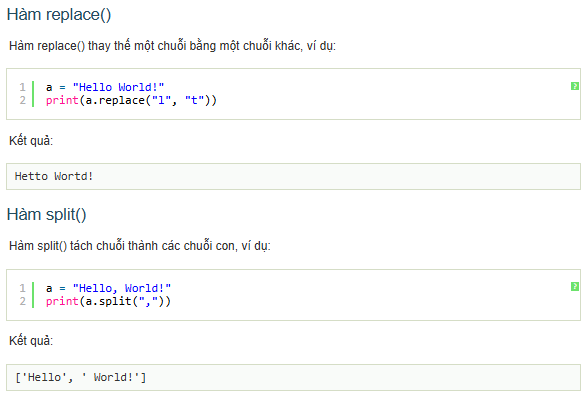 Hàm replace()
Hàm replace() thay thế một chuỗi bằng một chuỗi khác, ví dụ:
1 a = "Hello World!"
2 print(a.replace("l", "t"))
?
Kết quả:
Hetto Wortd!
Hàm split()
Hàm split() tách chuỗi thành các chuỗi con, ví dụ:
1 a = "Hello, World!"
2 print(a.split(","))
?
Kết quả:
['Hello', ' World!']